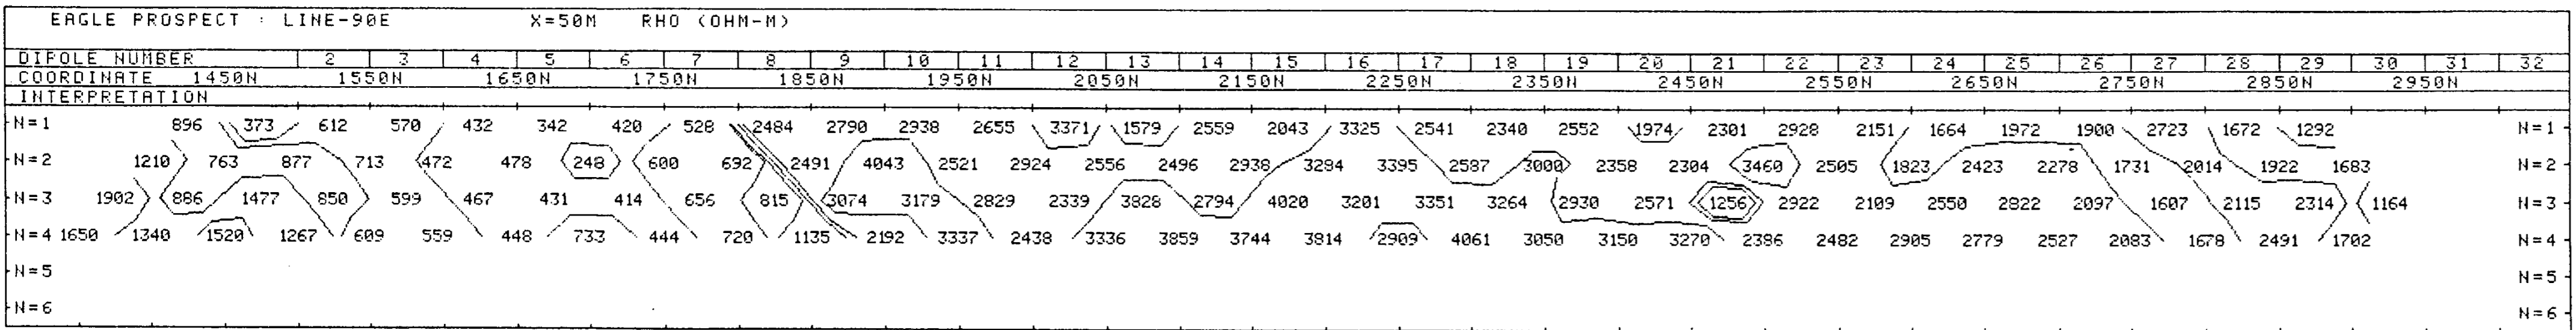 EAGLE PROSPECT : LINE-90E X=50M RHO (OHM-M)
DIPOLE NUMBER 2 3 4 5 6 7 8 9 10 11 12 13 14 15 16 17 18 19 20 21 22 23 24 25 26 27 28 29 30 31 32
COORDINATE 1450N 1550N 1650N 1750N 1850N 1950N 2050N 2150N 2250N 2350N 2450N 2550N 2650N 2750N 2850N 2950N
INTERPRETATION
N=1 896 373 612 570 432 342 420 528 2484 2790 2938 2655 3371 1579 2559 2043 3325 2541 2340 2552 1974 2301 2928 2151 1664 1972 1900 2723 1672 1292 N=1
N=2 1210 763 877 713 472 478 248 600 692 2491 4043 2521 2924 2556 2496 2938 3284 3395 2587 3000 2358 2304 3460 2505 1823 2423 2278 1731 2014 1922 1683 N=2
N=3 1902 886 1477 850 599 467 431 414 656 815 3074 3179 2829 2339 3828 2794 4020 3201 3351 3264 2930 2571 1256 2922 2109 2550 2822 2097 1607 2115 2314 1164 N=3
N=4 1650 1340 1520 1267 609 559 448 733 444 720 1135 2192 3337 2438 3336 3859 3744 3814 2909 4061 3050 3150 3270 2386 2482 2905 2779 2527 2083 1678 2491 1702 N=4
N=5 N=5
N=6 N=6